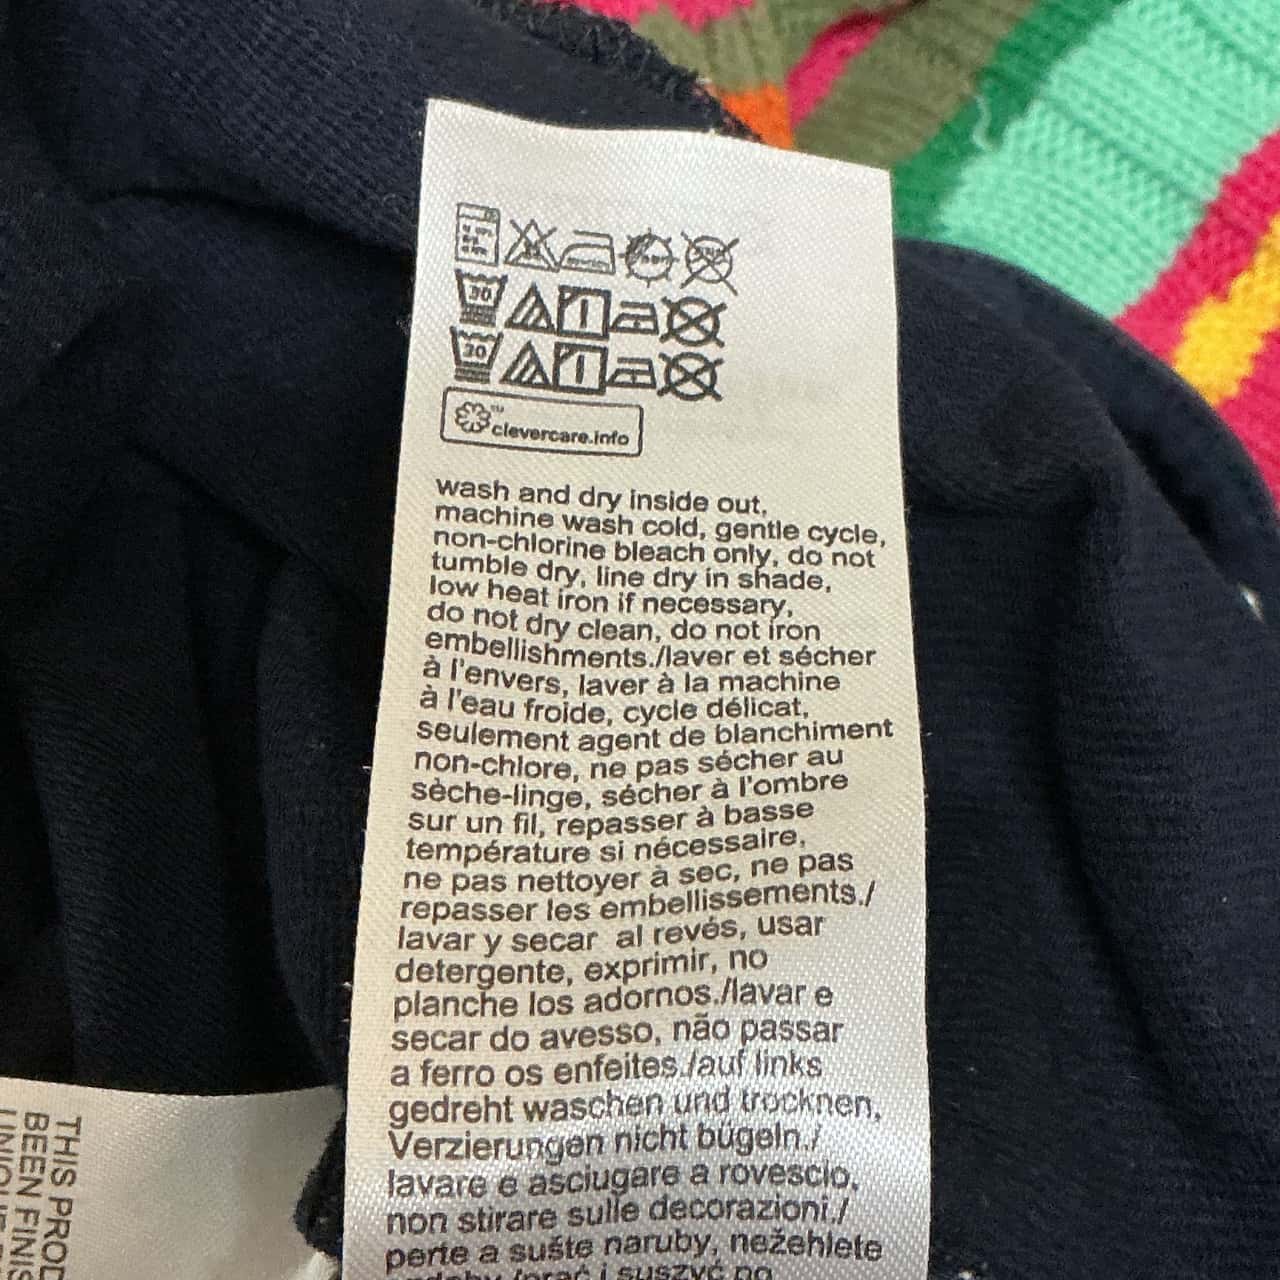 30
30
™
clevercare.info
wash and dry inside out,
machine wash cold, gentle cycle,
non-chlorine bleach only, do not
tumble dry, line dry in shade,
low heat iron if necessary,
do not dry clean, do not iron
embellishments./laver et sécher
à l'envers, laver à la machine
à l'eau froide, cycle délicat,
seulement agent de blanchiment
non-chlore, ne pas sécher au
sèche-linge, sécher à l'ombre
sur un fil, repasser à basse
température si nécessaire,
ne pas nettoyer à sec, ne pas
repasser les embellissements./
lavar y secar al revés, usar
detergente, exprimir, no
planche los adornos./lavar e
secar do avesso, não passar
a ferro os enfeites./auf links
gedreht waschen und trocknen,
Verzierungen nicht bügeln./
lavare e asciugare a rovescio,
non stirare sulle decorazioni./
perte a sušte naruby, nežehlete
THIS PROD
BEEN FINIS